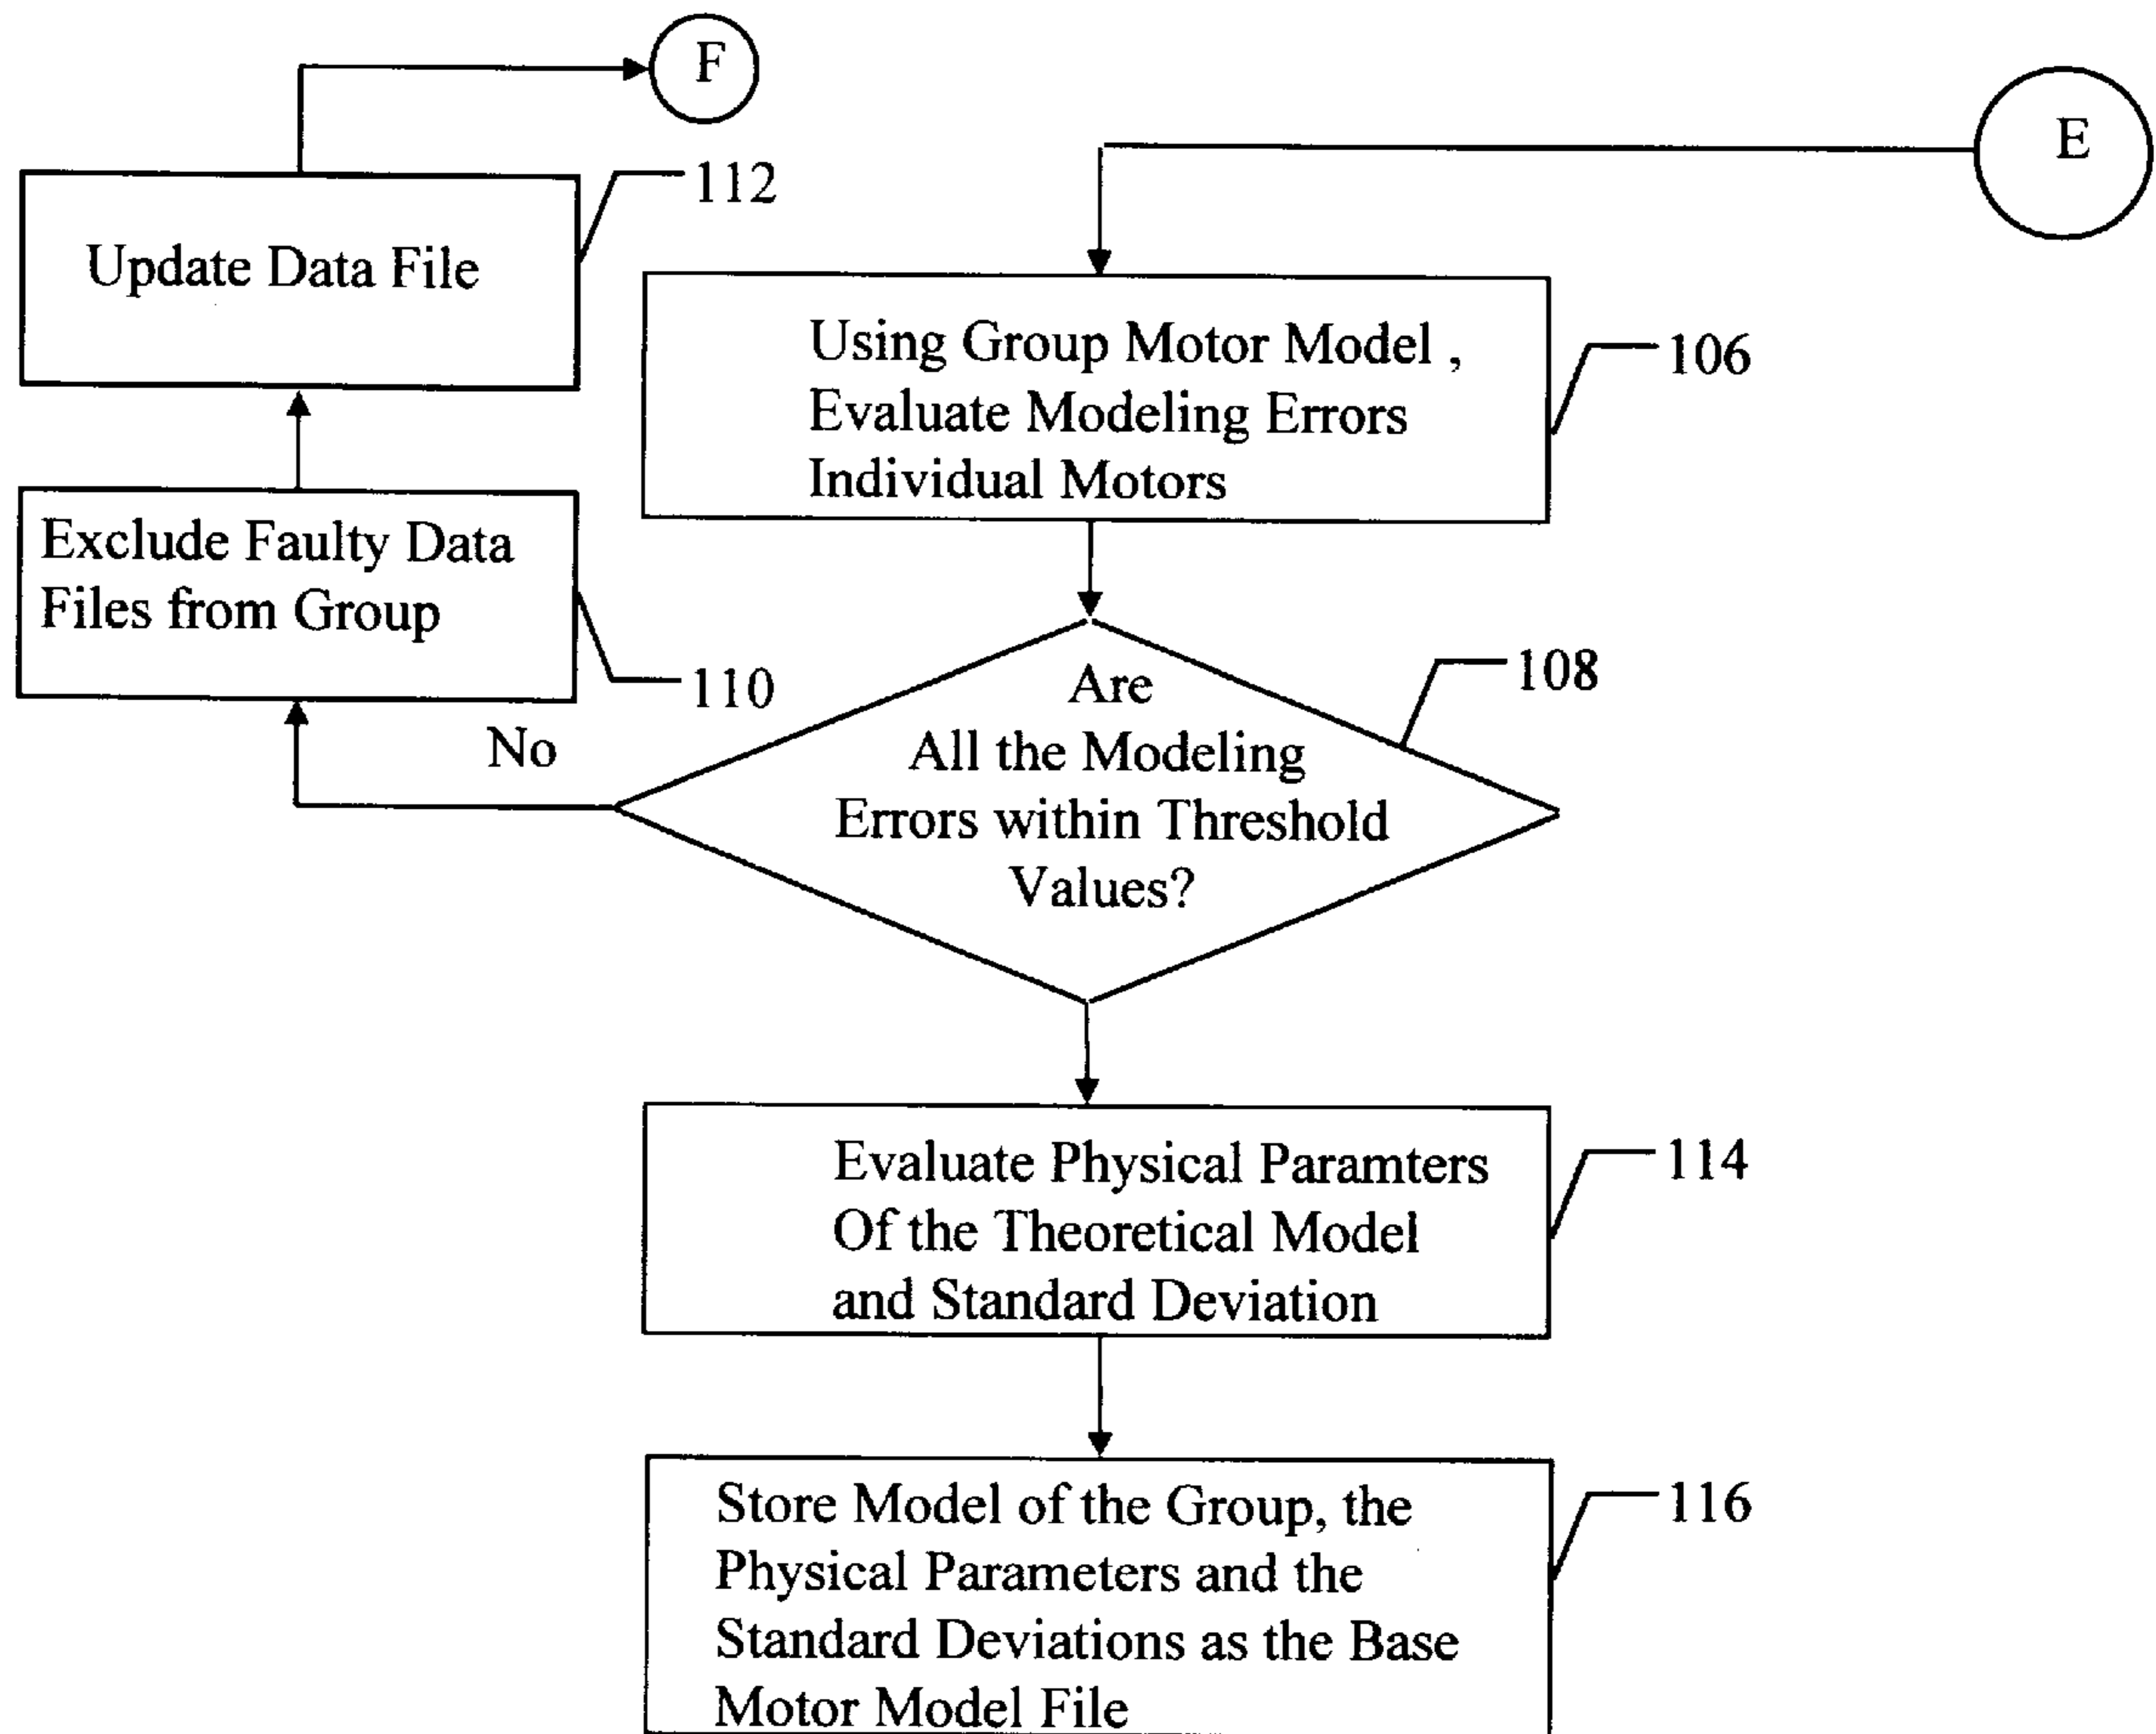 F
E
112
Update Data File
Using Group Motor Model ,
Evaluate Modeling Errors
Individual Motors
106
Exclude Faulty Data
Files from Group
110
No
108
Are
All the Modeling
Errors within Threshold
Values?
Evaluate Physical Paramters
Of the Theoretical Model
and Standard Deviation
114
Store Model of the Group, the
Physical Parameters and the
Standard Deviations as the Base
Motor Model File
116